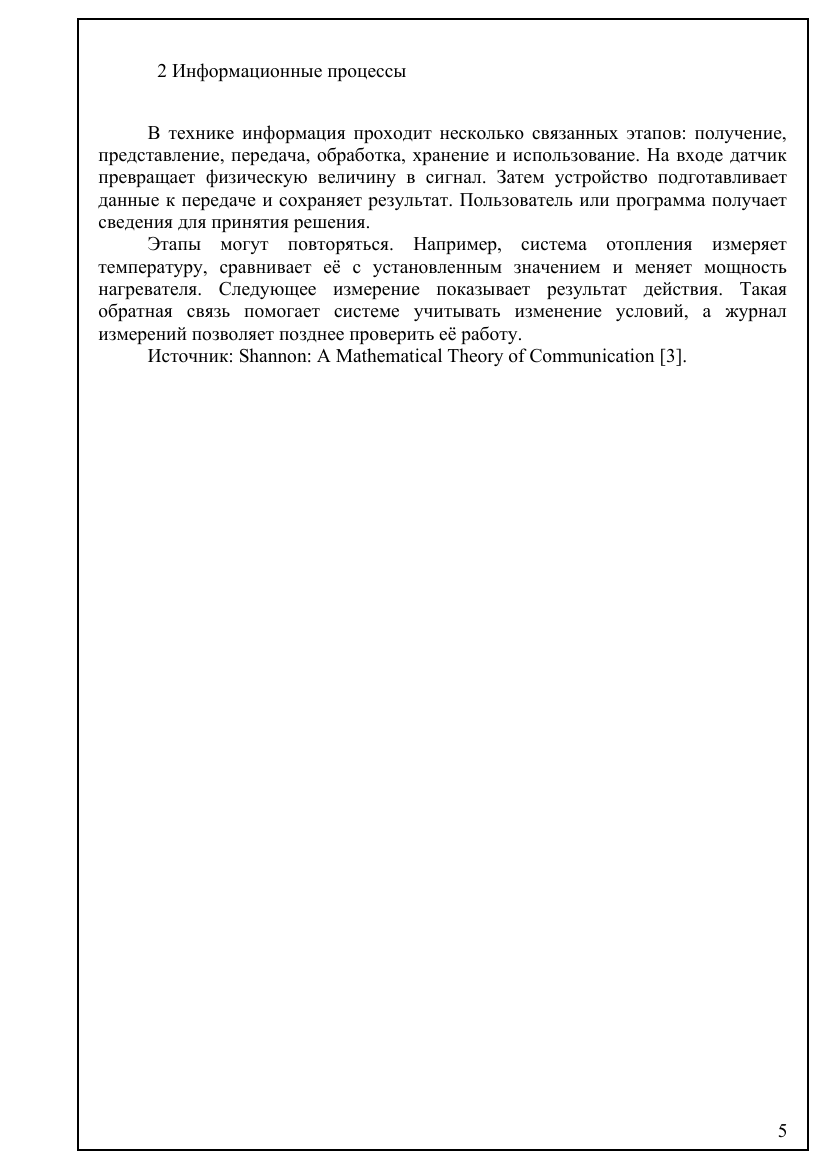 2 Информационные процессы
В технике информация проходит несколько связанных этапов: получение,
представление, передача, обработка, хранение и использование. На входе датчик
превращает физическую величину в сигнал. Затем устройство подготавливает
данные к передаче и сохраняет результат. Пользователь или программа получает
сведения для принятия решения.
Этапы могут повторяться. Например, система отопления измеряет
температуру, сравнивает её с установленным значением и меняет мощность
нагревателя. Следующее измерение показывает результат действия. Такая
обратная связь помогает системе учитывать изменение условий, а журнал
измерений позволяет позднее проверить её работу.
Источник: Shannon: A Mathematical Theory of Communication [3].
5